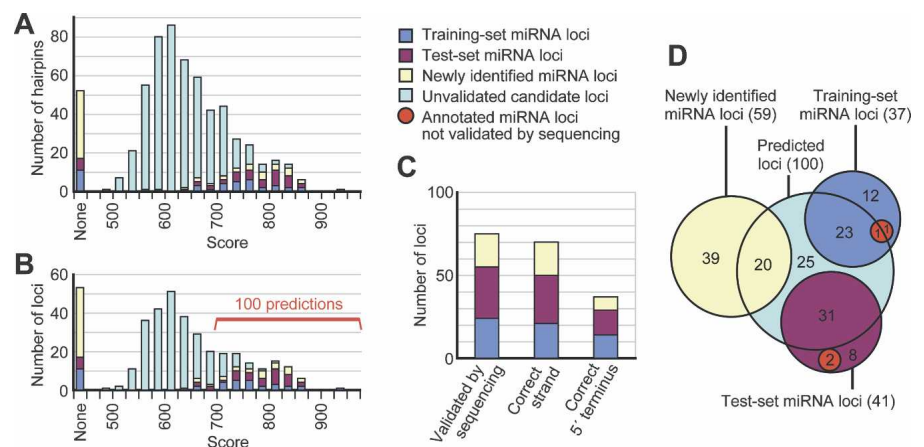 A
80
60
40
20
0
Number of hairpins
None
500
600
700
800
900
Score
Training-set miRNA loci
Test-set miRNA loci
Newly identified miRNA loci
Unvalidated candidate loci
Annotated miRNA loci
not validated by sequencing
B
60
40
20
0
Number of loci
100 predictions
None
500
600
700
800
900
Score
C
100
50
0
Number of loci
Validated by
sequencing
Correct
strand
Correct
5´ terminus
D
Newly identified
miRNA loci (59)
Training-set
miRNA loci (37)
Predicted
loci (100)
12
23
1
1
39
20
25
31
2
8
Test-set miRNA loci (41)